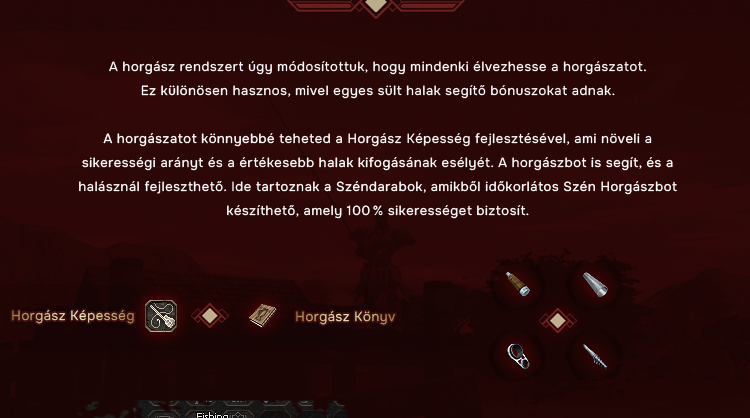 A horgász rendszert úgy módosítottuk, hogy mindenki élvezhesse a horgászatot.
Ez különösen hasznos, mivel egyes sült halak segítő bónuszokat adnak.
A horgászatot könnyebbé teheted a Horgász Képesség fejlesztésével, ami növeli a
sikerességi arányt és a értékesebb halak kifogásának esélyét. A horgászbot is segít, és a
halásznál fejleszthető. Ide tartoznak a Széndarabok, amikből időkorlátos Szén Horgászbot
készíthető, amely 100 % sikerességet biztosít.
Horgász Képesség
Horgász Könyv
Fishing